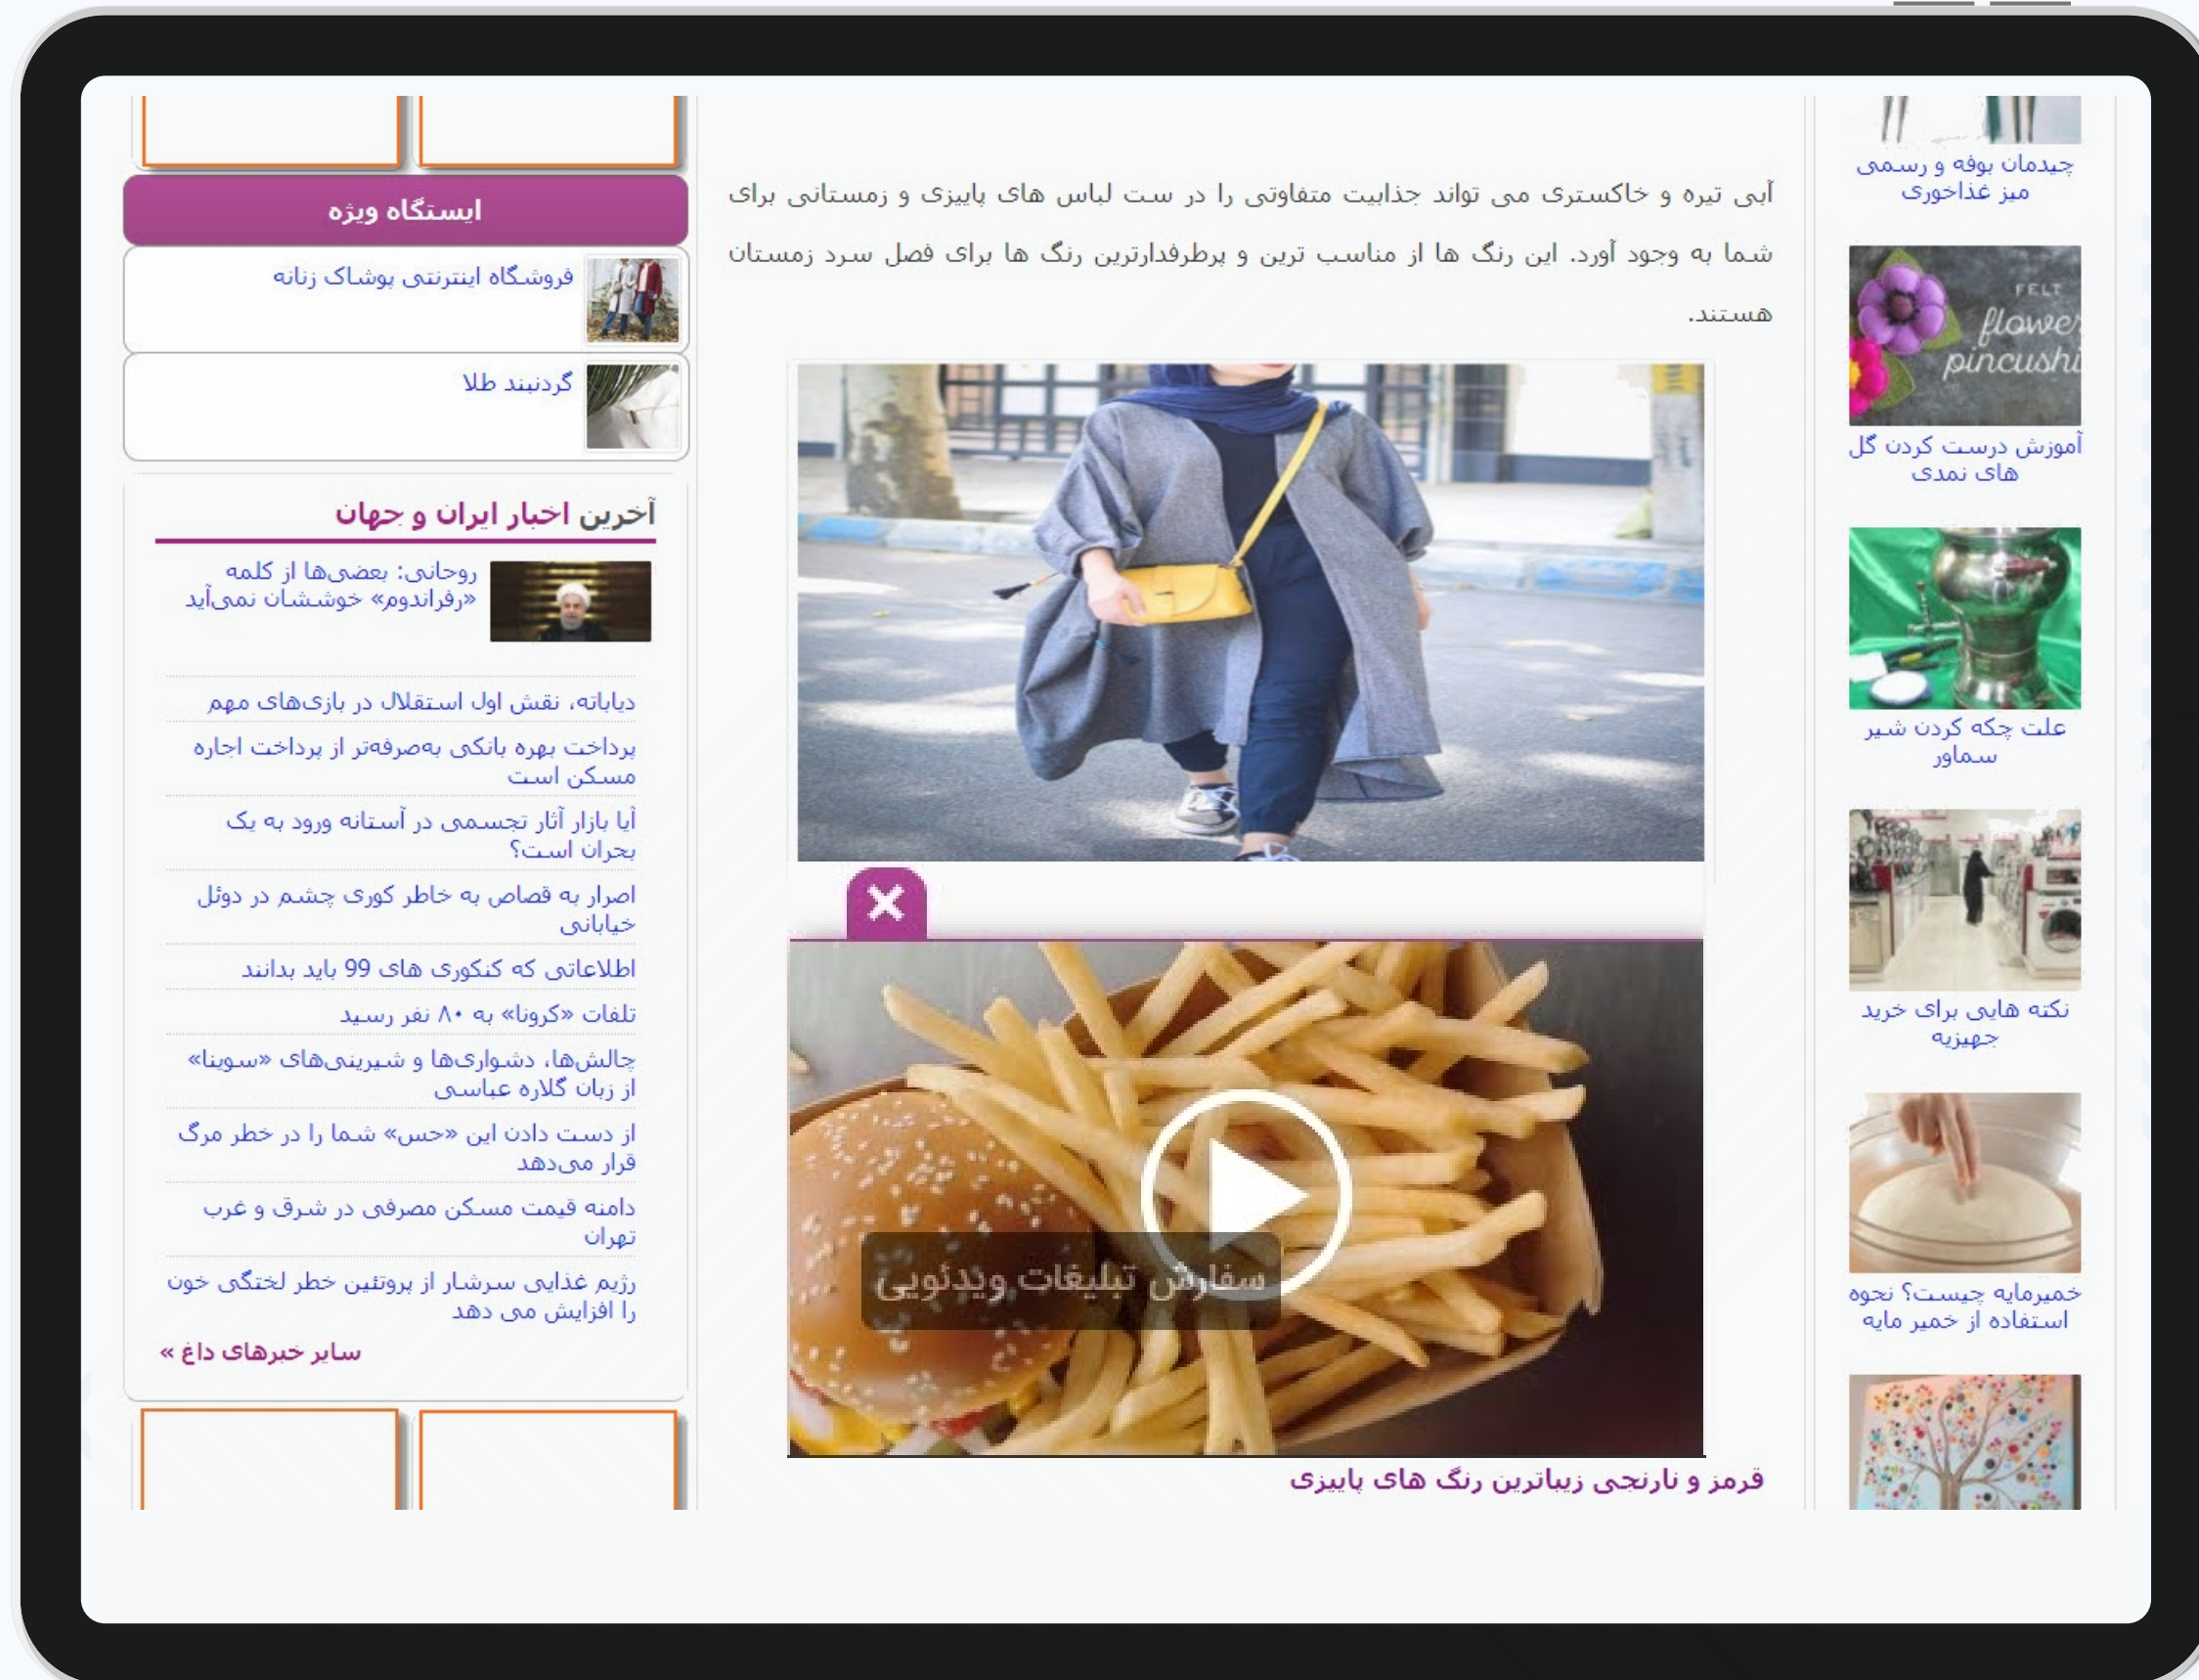 چیدمان بوفه و رسمی
میز غذاخوری
FELT
flower
pincushi
آموزش درست کردن گل
های نمدی
علت چکه کردن شیر
سماور
نکته هایی برای خرید
جهیزیه
خمیرمایه چیست؟ نحوه
استفاده از خمیر مایه
آبی تیره و خاکستری می تواند جذابیت متفاوتی را در ست لباس های پاییزی و زمستانی برای
شما به وجود آورد. این رنگ ها از مناسب ترین و پرطرفدارترین رنگ ها برای فصل سرد زمستان
هستند.
سفارش تبلیغات ویدئویی
قرمز و نارنجی زیباترین رنگ های پاییزی
ایستگاه ویژه
فروشگاه اینترنتی پوشاک زنانه
گردنبند طلا
آخرین اخبار ایران و جهان
روحانی: بعضی‌ها از کلمه
«رفراندوم» خوششان نمی‌آید
دیاباته، نقش اول استقلال در بازی‌های مهم
پرداخت بهره بانکی به‌صرفه‌تر از پرداخت اجاره
مسکن است
آیا بازار آثار تجسمی در آستانه ورود به یک
بحران است؟
اصرار به قصاص به خاطر کوری چشم در دوئل
خیابانی
اطلاعاتی که کنکوری های 99 باید بدانند
تلفات «کرونا» به ۸۰ نفر رسید
چالش‌ها، دشواری‌ها و شیرینی‌های «سوینا»
از زبان گلاره عباسی
از دست دادن این «حس» شما را در خطر مرگ
قرار می‌دهد
دامنه قیمت مسکن مصرفی در شرق و غرب
تهران
رژیم غذایی سرشار از پروتئین خطر لختگی خون
را افزایش می دهد
سایر خبرهای داغ »